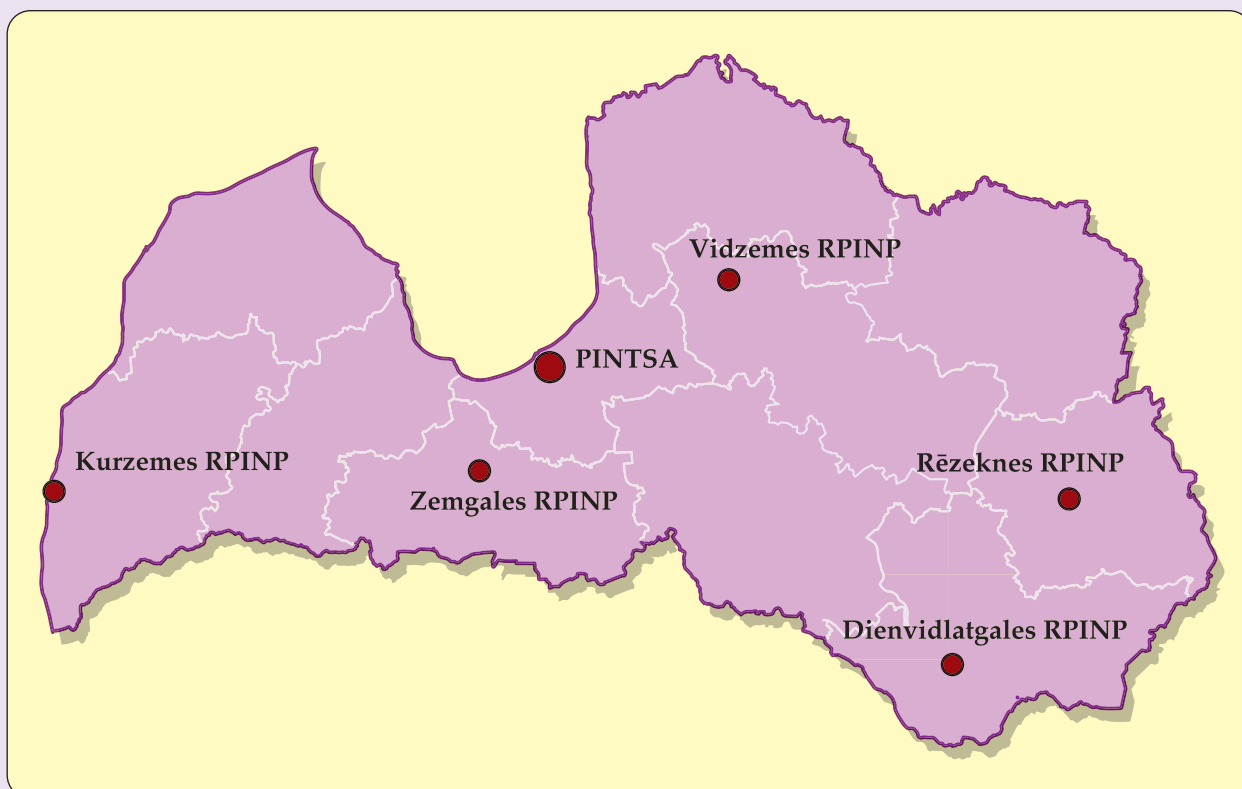 Vidzemes RPINP
PINTSA
Kurzemes RPINP
Rēzeknes RPINP
Zemgales RPINP
Dienvidlatgales RPINP